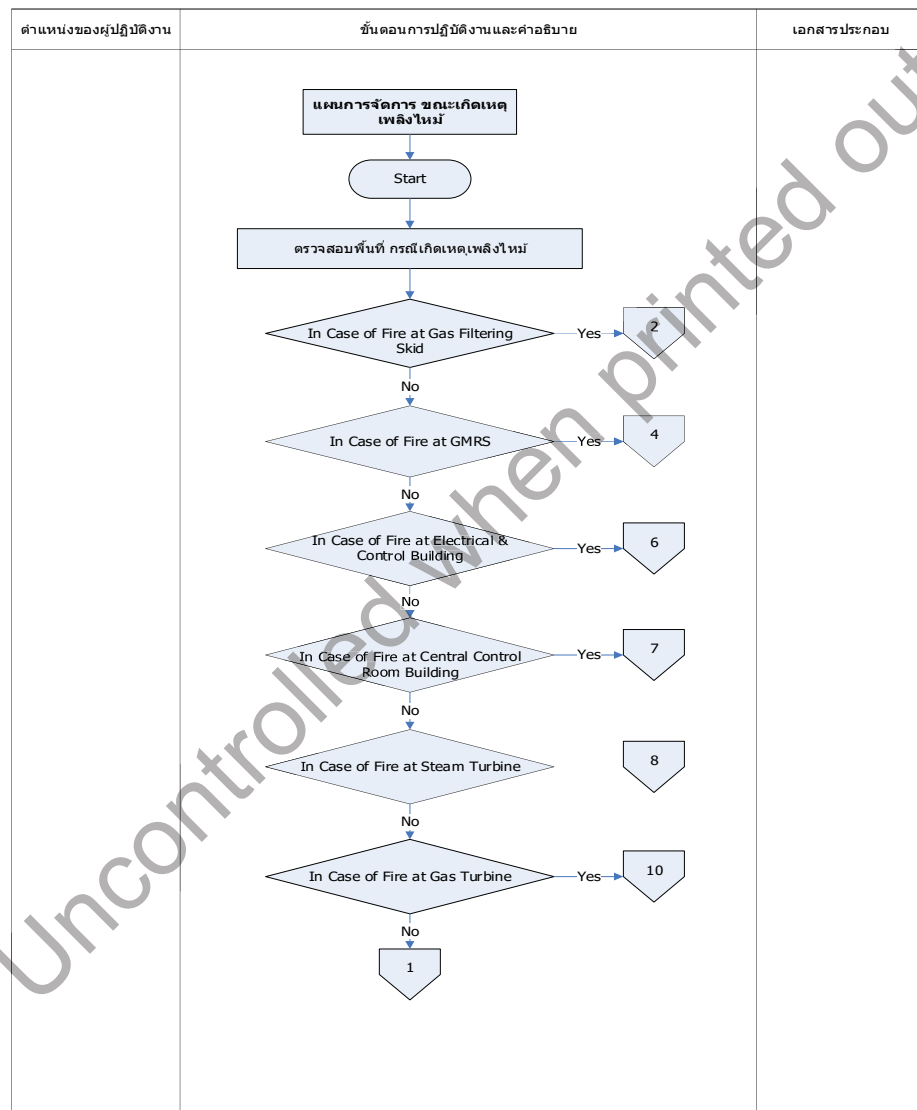 ตำแหน่งของผู้ปฏิบัติงาน
ขั้นตอนการปฏิบัติงานและคำอธิบาย
เอกสารประกอบ
แผนการจัดการ ขณะเกิดเหตุ
เพลิงไหม้
Start
ตรวจสอบพื้นที่ กรณีเกิดเหตุเพลิงไหม้
In Case of Fire at Gas Filtering
Skid
Yes
2
No
In Case of Fire at GMRS
Yes
4
No
In Case of Fire at Electrical &
Control Building
Yes
6
No
In Case of Fire at Central Control
Room Building
Yes
7
No
In Case of Fire at Steam Turbine
8
No
In Case of Fire at Gas Turbine
Yes
10
No
1
Uncontrolled when printed out